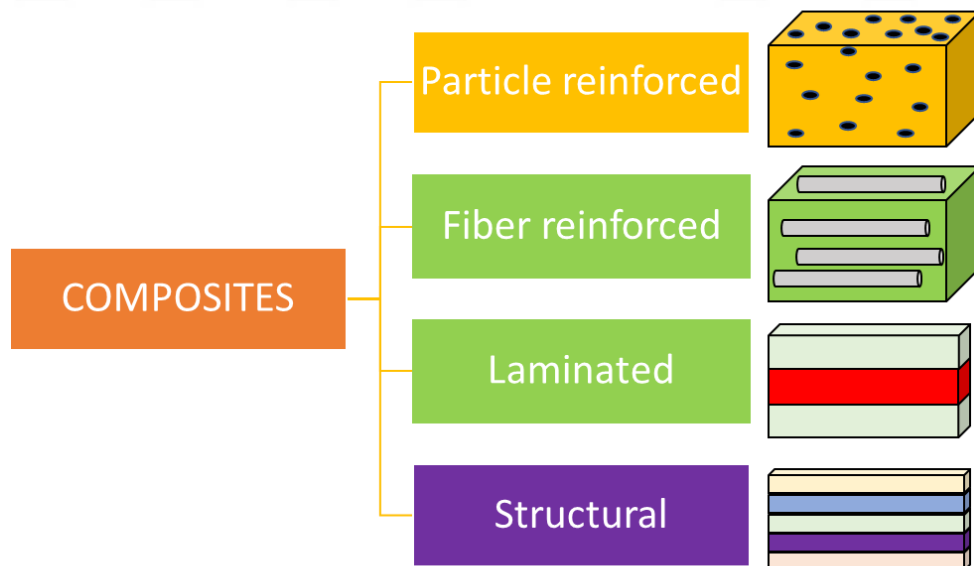 Particle reinforced
Fiber reinforced
COMPOSITES
Laminated
Structural